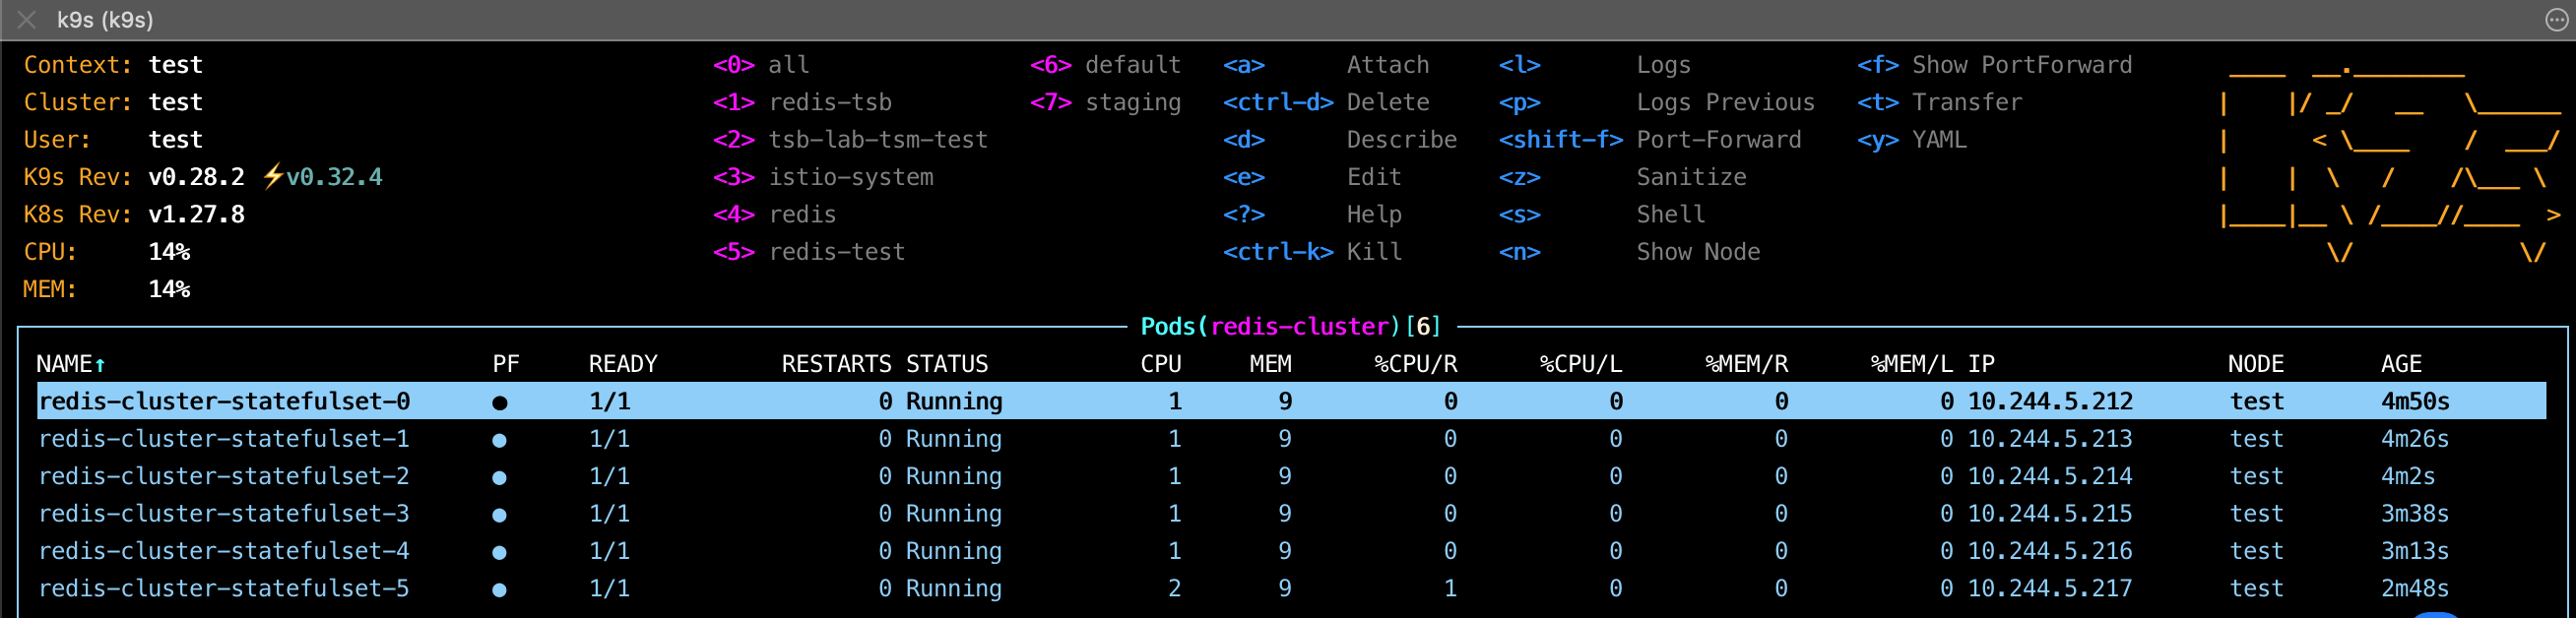 k9s (k9s)
Context: test <0> all <6> default <a> Attach <l> Logs <f> Show PortForward
Cluster: test <1> redis-tsb <7> staging <ctrl-d> Delete <p> Logs Previous <t> Transfer
User: test <2> tsb-lab-tsm-test <d> Describe <shift-f> Port-Forward <y> YAML
K9s Rev: v0.28.2 ⚡v0.32.4 <3> istio-system <e> Edit <z> Sanitize
K8s Rev: v1.27.8 <4> redis <?> Help <s> Shell
CPU: 14% <5> redis-test <ctrl-k> Kill <n> Show Node
MEM: 14%
Pods(redis-cluster)[6]
NAME↑ PF READY RESTARTS STATUS CPU MEM %CPU/R %CPU/L %MEM/R %MEM/L IP NODE AGE
redis-cluster-statefulset-0 ● 1/1 0 Running 1 9 0 0 0 0 10.244.5.212 test 4m50s
redis-cluster-statefulset-1 ● 1/1 0 Running 1 9 0 0 0 0 10.244.5.213 test 4m26s
redis-cluster-statefulset-2 ● 1/1 0 Running 1 9 0 0 0 0 10.244.5.214 test 4m2s
redis-cluster-statefulset-3 ● 1/1 0 Running 1 9 0 0 0 0 10.244.5.215 test 3m38s
redis-cluster-statefulset-4 ● 1/1 0 Running 1 9 0 0 0 0 10.244.5.216 test 3m13s
redis-cluster-statefulset-5 ● 1/1 0 Running 2 9 1 0 0 0 10.244.5.217 test 2m48s